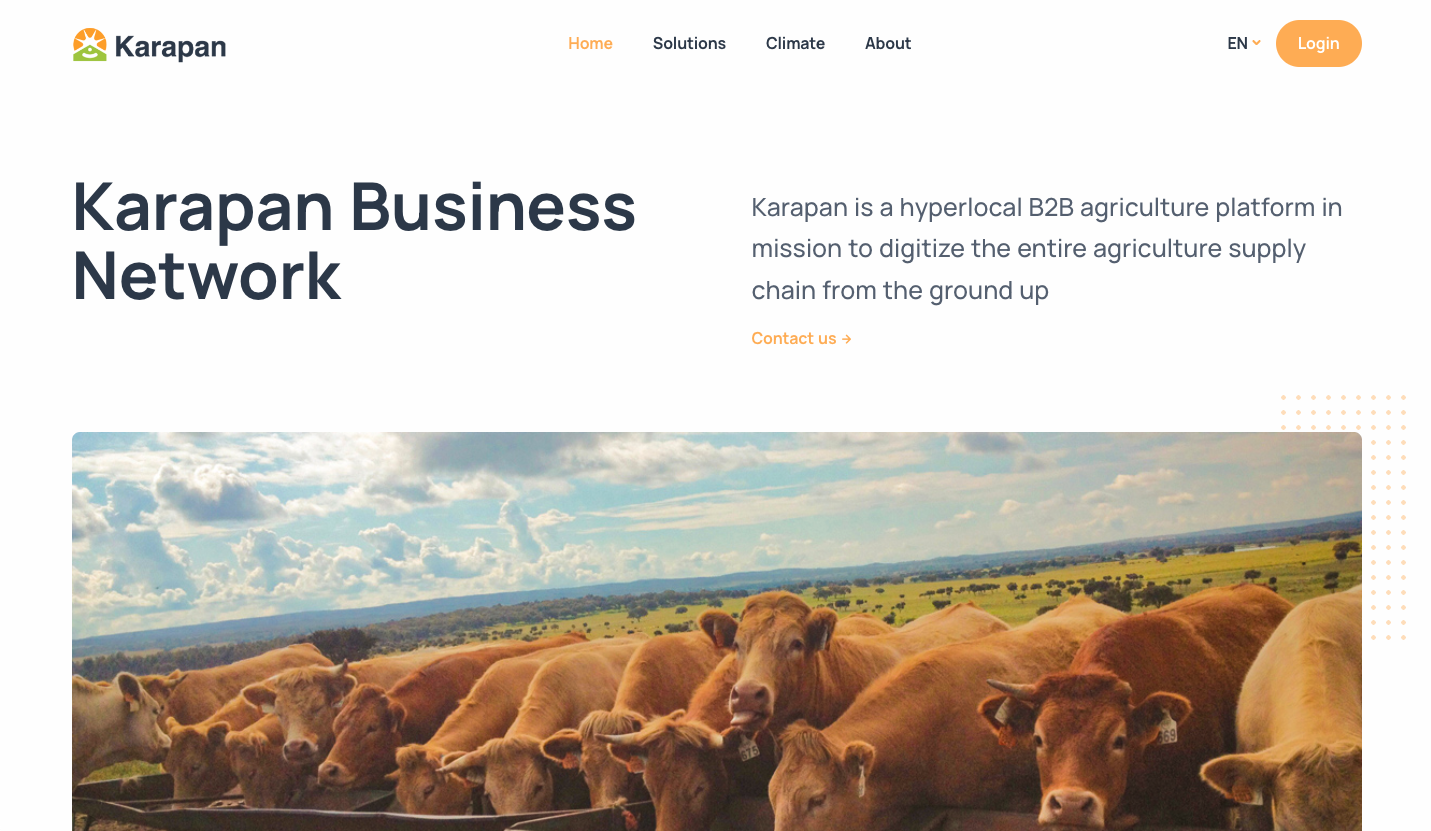 Karapan
Home
Solutions
Climate
About
EN
Login
Karapan Business
Network
Karapan is a hyperlocal B2B agriculture platform in
mission to digitize the entire agriculture supply
chain from the ground up
Contact us →